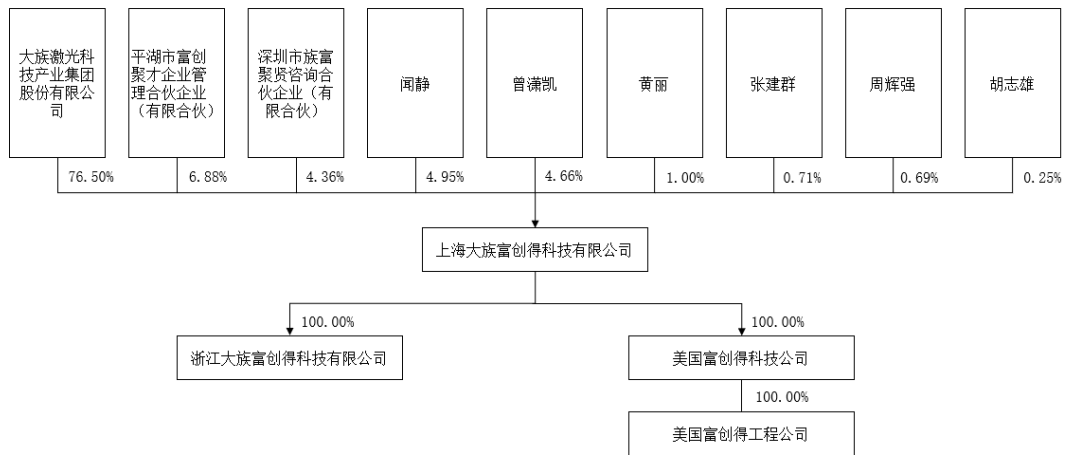 大族激光科
技产业集团
股份有限公
司
平湖市富创
聚才企业管
理合伙企业
（有限合伙）
深圳市族富
聚贤咨询合
伙企业（有
限合伙）
闻静
曾潇凯
黄丽
张建群
周辉强
胡志雄
76.50%
6.88%
4.36%
4.95%
4.66%
1.00%
0.71%
0.69%
0.25%
上海大族富创得科技有限公司
100.00%
100.00%
浙江大族富创得科技有限公司
美国富创得科技公司
100.00%
美国富创得工程公司